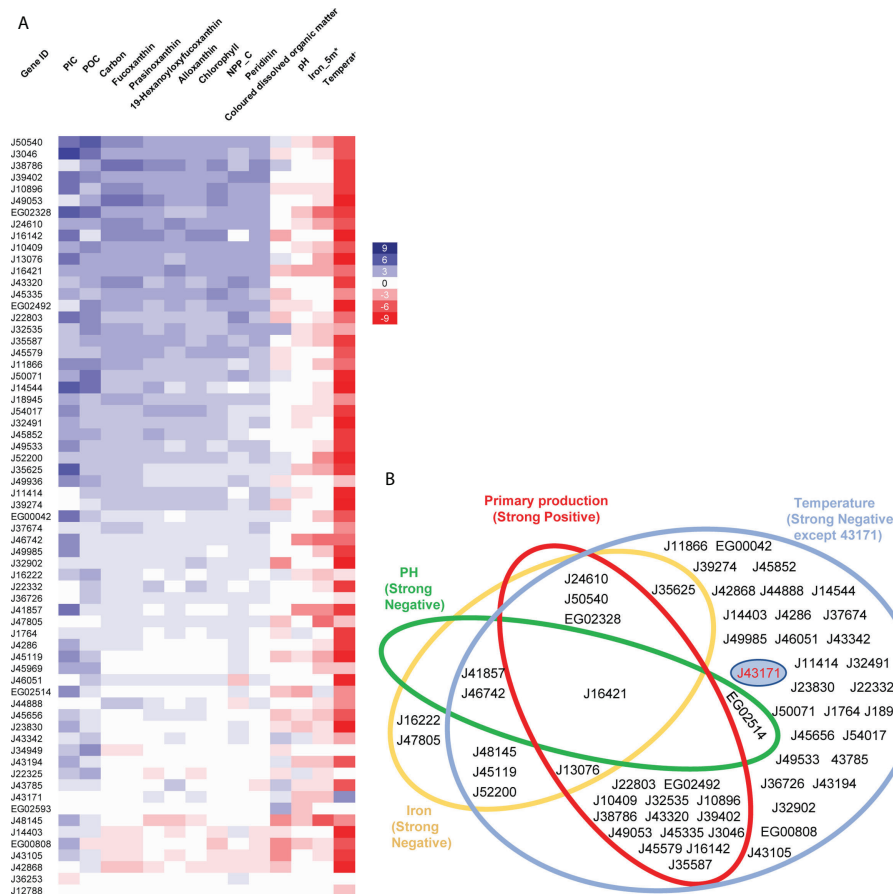 A
Gene ID
PIC
POC
Carbon
Fucoxanthin
Prasinoxanthin
19-Hexanoyloxyfucoxanthin
Alloxanthin
Chlorophyll
NPP_C
Peridinin
Coloured dissolved organic matter
pH
Iron_5m*
Temperat
J50540
J3046
J38786
J39402
J10896
J49053
EG02328
J24610
J16142
J10409
J13076
J16421
J43320
J45335
EG02492
J22803
J32535
J35587
J45579
J11866
J50071
J14544
J18945
J54017
J32491
J45852
J49533
J52200
J35625
J49936
J11414
J39274
EG00042
J37674
J46742
J49985
J32902
J16222
J22332
J36726
J41857
J47805
J1764
J4286
J45119
J45969
J46051
EG02514
J44888
J45656
J23830
J43342
J34949
J43194
J22325
J43785
J43171
EG02593
J48145
J14403
EG00808
J43105
J42868
J36253
J12788
9
6
3
0
-3
-6
-9
B
Primary production
(Strong Positive)
Temperature
(Strong Negative
except 43171)
PH
(Strong
Negative)
Iron
(Strong
Negative)
J24610
J50540
EG02328
J35625
J41857
J46742
J16421
J16222
J47805
J48145
J45119
J52200
J13076
J22803 EG02492
J10409 J32535 J10896
J38786 J43320 J39402
J49053 J45335 J3046
J45579 J16142
J35587
EG02514
J11866 EG00042
J39274 J45852
J42868 J44888 J14544
J14403 J4286 J37674
J49985 J46051 J43342
J43171
J11414 J32491
J23830 J22332
J50071 J1764 J189
J45656 J54017
J49533 43785
J36726 J43194
J32902
EG00808
J43105